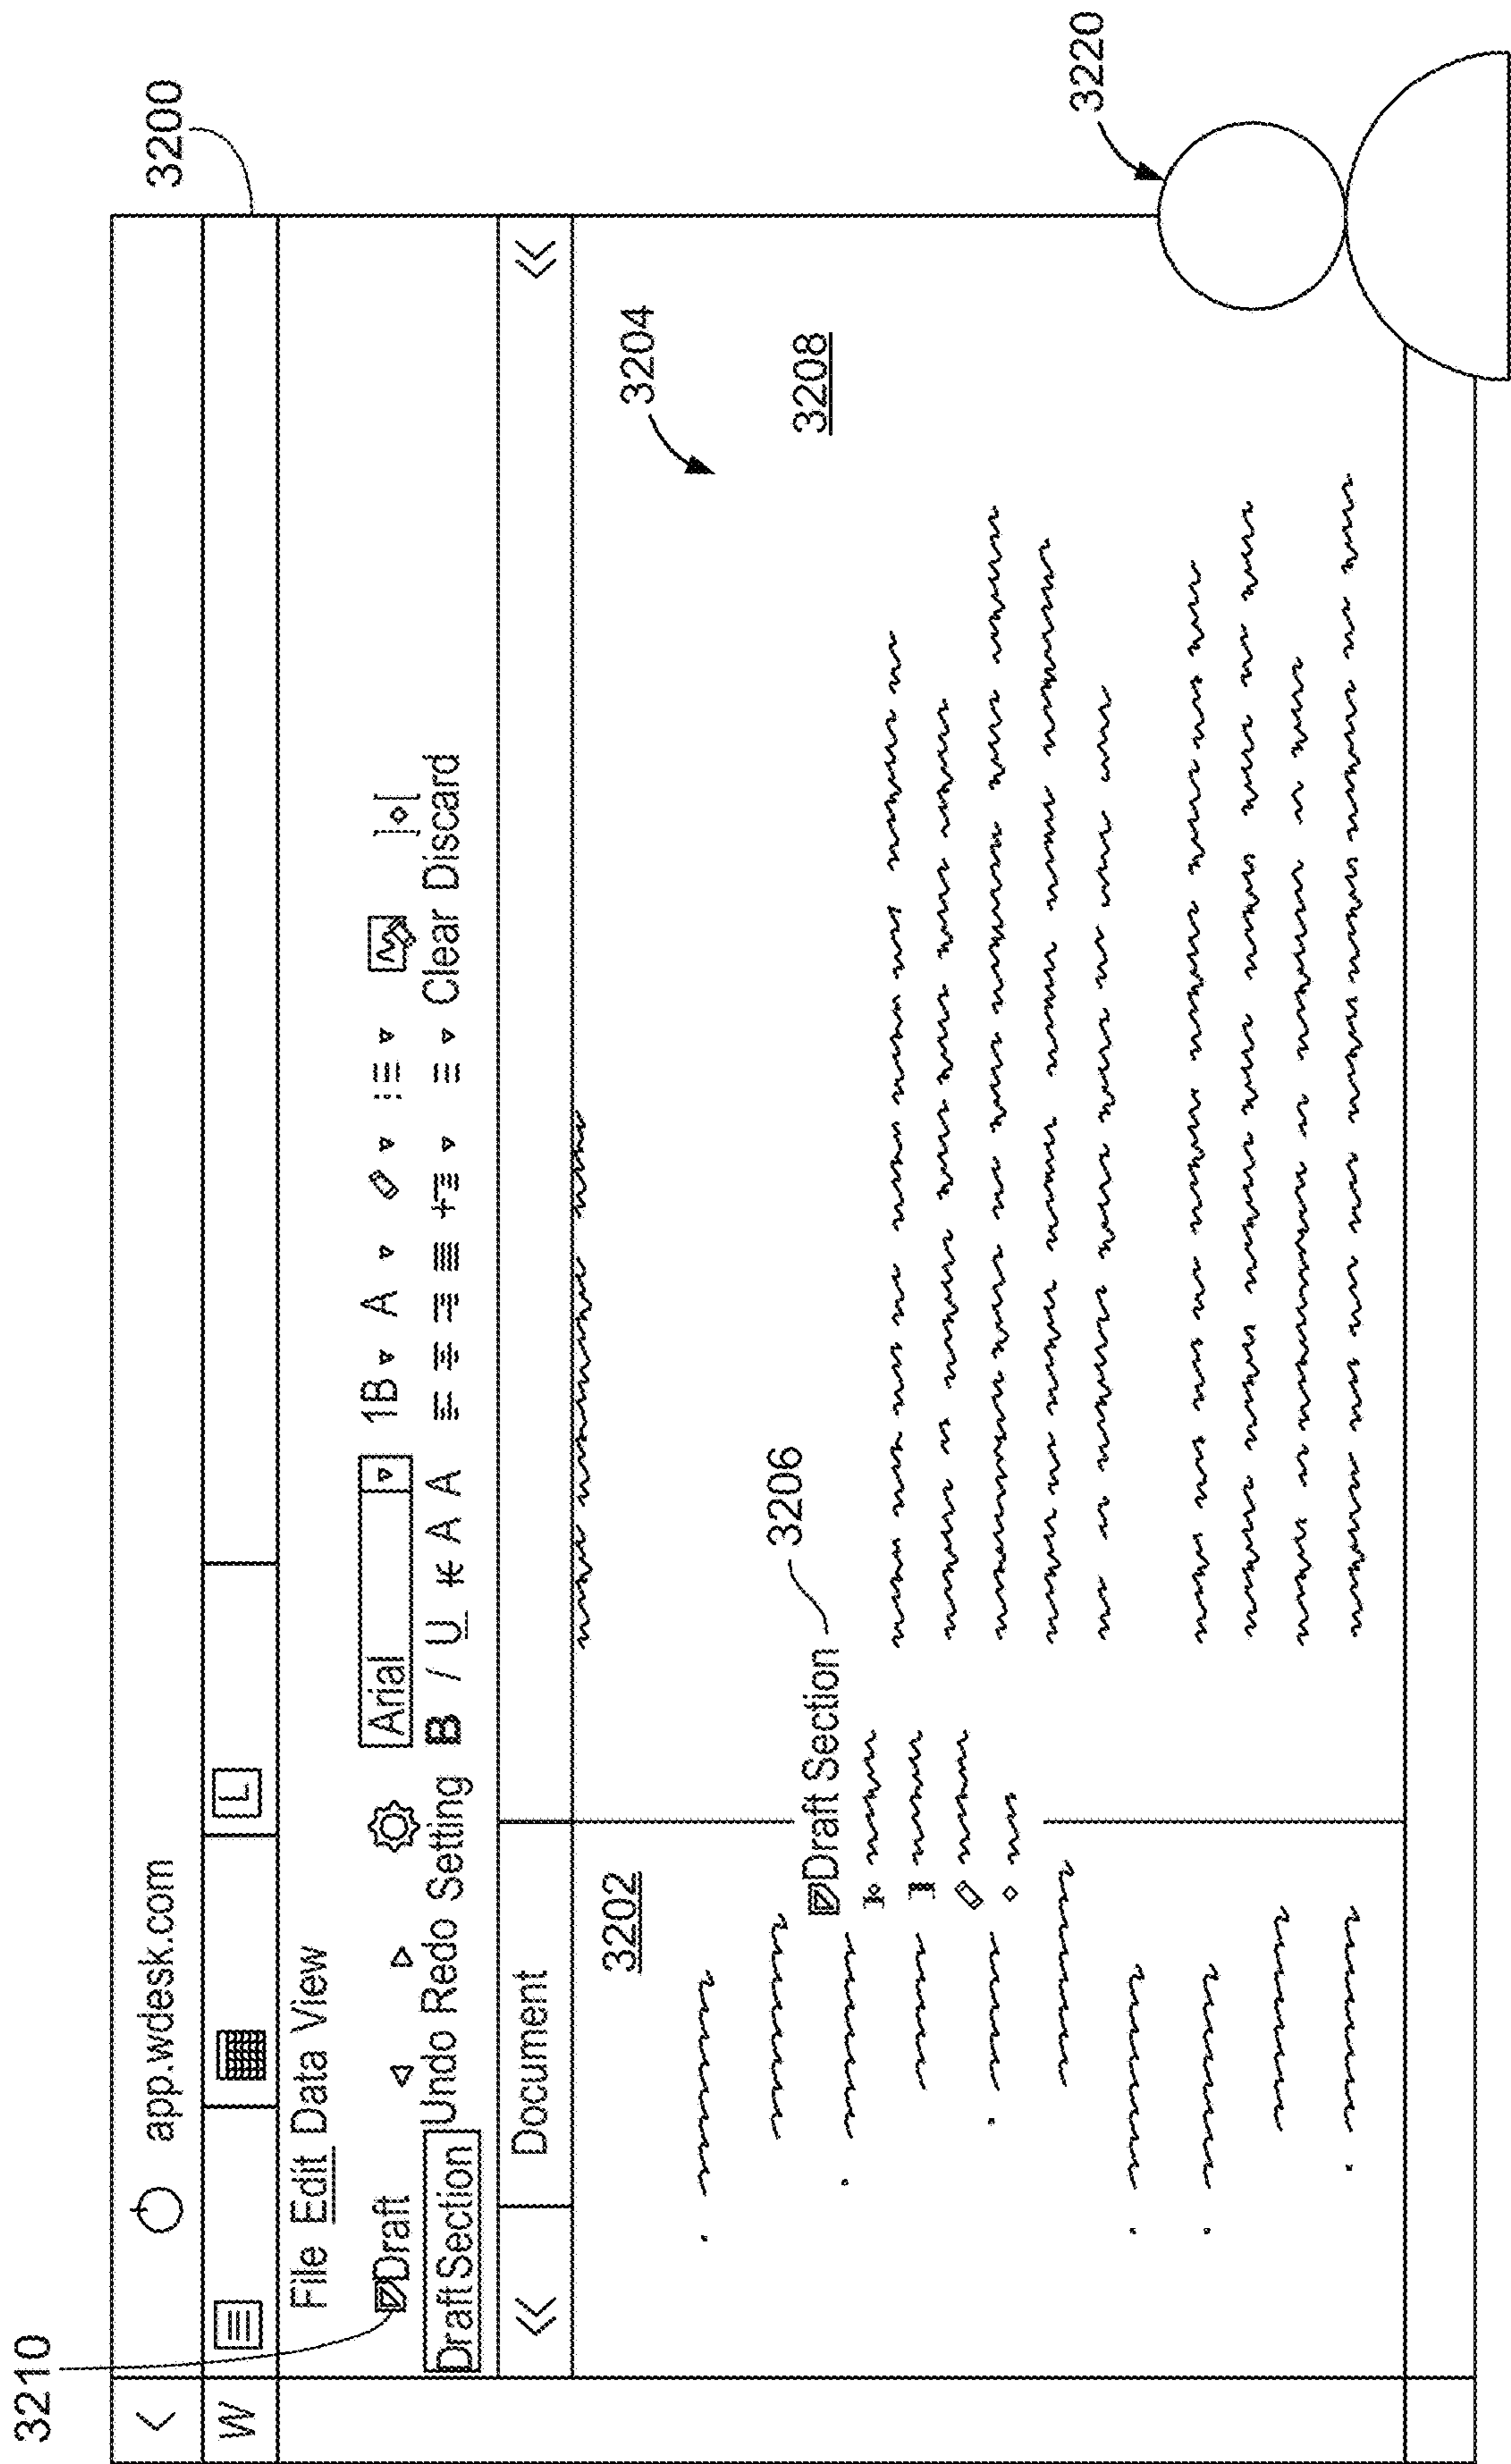 3210
3200
< app.wdesk.com
W L
File Edit Data View
Draft Arial 1B A
Draft Section Undo Redo Setting B / U K A A Clear Discard
Document
3202
3204
3206
Draft Section
3208
3220